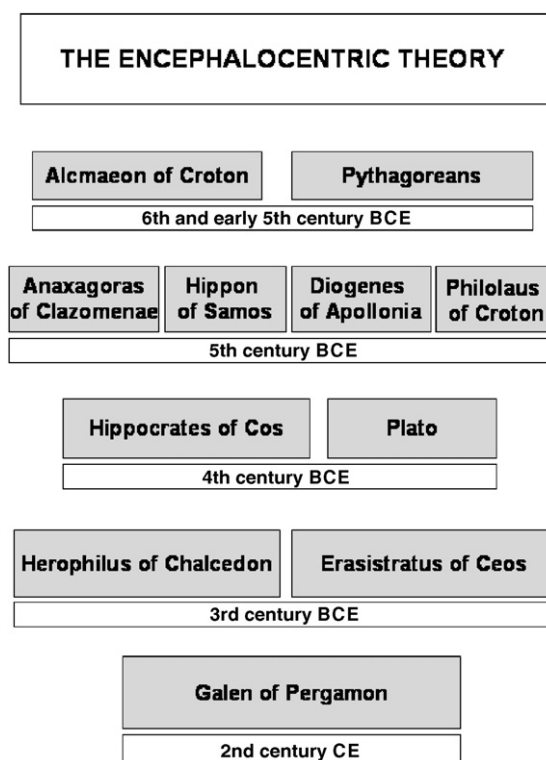 THE ENCEPHALOCENTRIC THEORY
Alcmaeon of Croton
Pythagoreans
6th and early 5th century BCE
Anaxagoras
of Clazomenae
Hippon
of Samos
Diogenes
of Apollonia
Philolaus
of Croton
5th century BCE
Hippocrates of Cos
Plato
4th century BCE
Herophilus of Chalcedon
Erasistratus of Ceos
3rd century BCE
Galen of Pergamon
2nd century CE